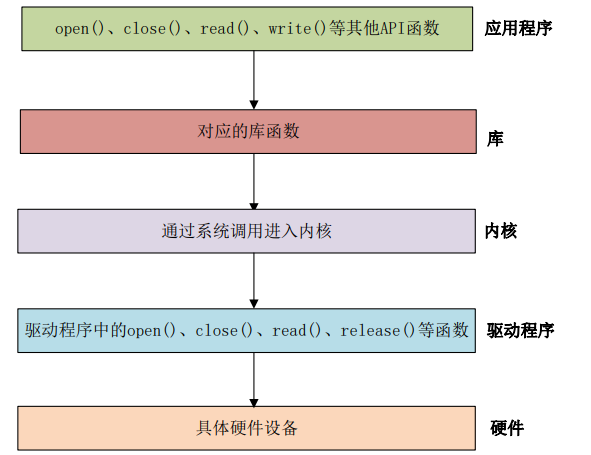 open()、close()、read()、write()等其他API函数 应用程序
对应的库函数 库
通过系统调用进入内核 内核
驱动程序中的open()、close()、read()、release()等函数 驱动程序
具体硬件设备 硬件